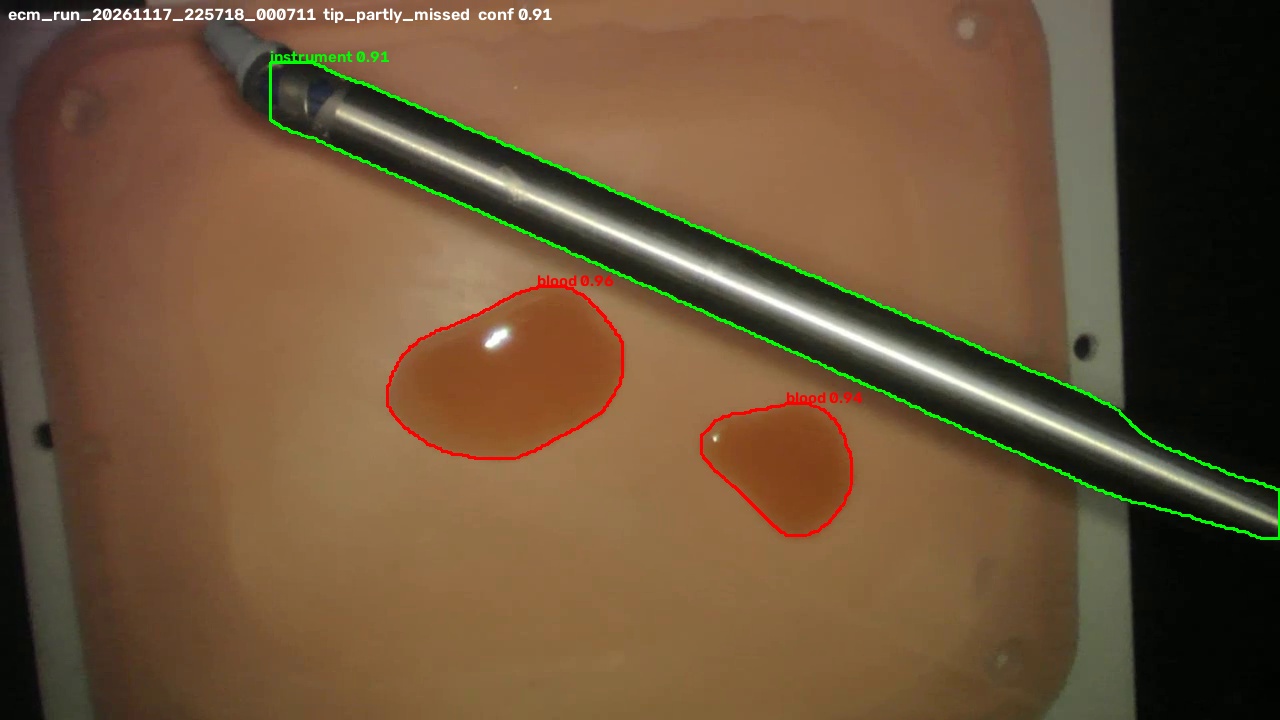 ecm_run_20261117_225718_000711 tip_partly_missed conf 0.91
instrument 0.91
blood 0.96
blood 0.94